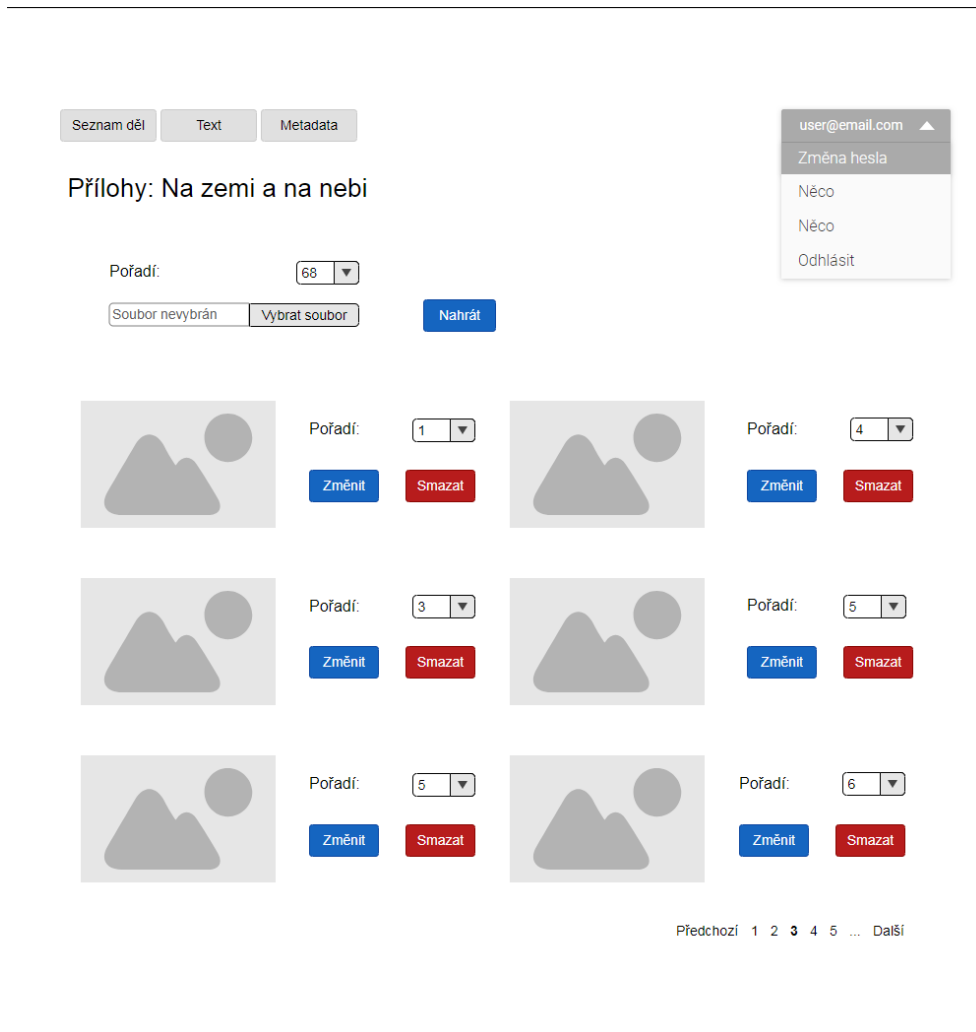 Seznam děl Text Metadata
user@email.com
Změna hesla
Něco
Něco
Odhlásit
Přílohy: Na zemi a na nebi
Pořadí: 68
Soubor nevybrán Vybrat soubor Nahrát
Pořadí: 1
Změnit Smazat
Pořadí: 4
Změnit Smazat
Pořadí: 3
Změnit Smazat
Pořadí: 5
Změnit Smazat
Pořadí: 5
Změnit Smazat
Pořadí: 6
Změnit Smazat
Předchozí 1 2 3 4 5 ... Další